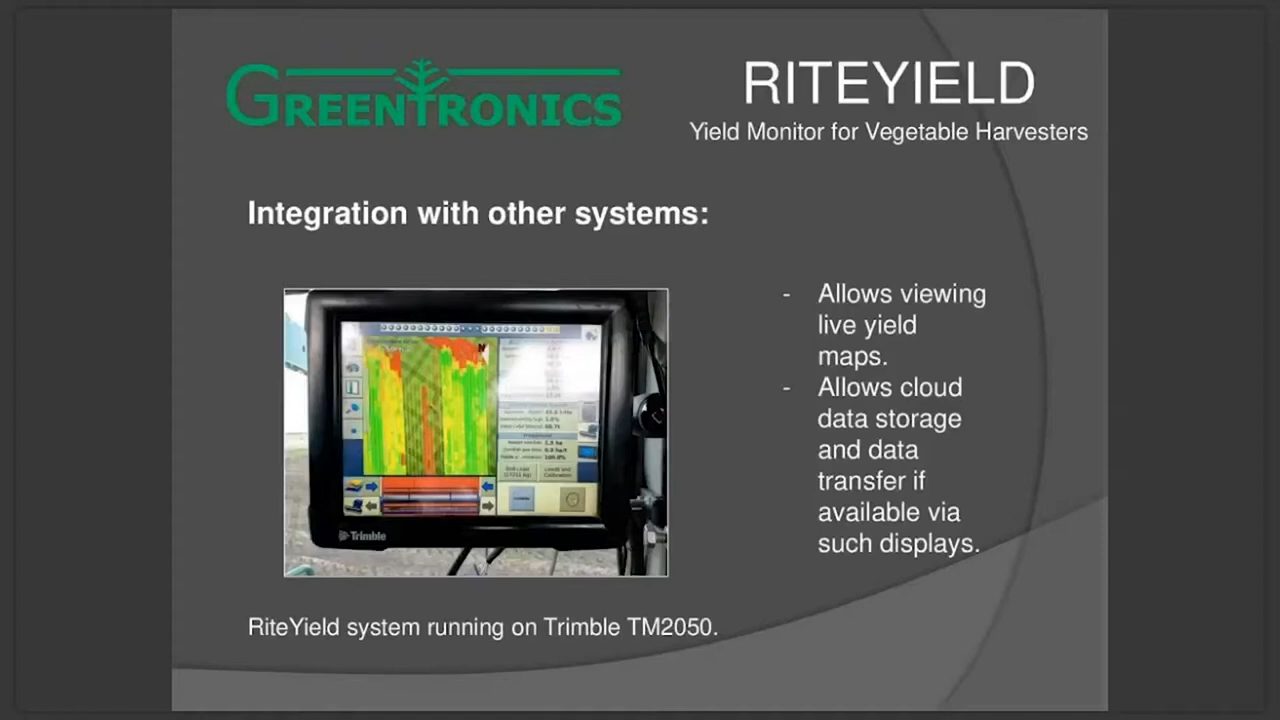 GREENTRONICS
RITEYIELD
Yield Monitor for Vegetable Harvesters
Integration with other systems:
N
Trimble
- Allows viewing
live yield
maps.
- Allows cloud
data storage
and data
transfer if
available via
such displays.
RiteYield system running on Trimble TM2050.